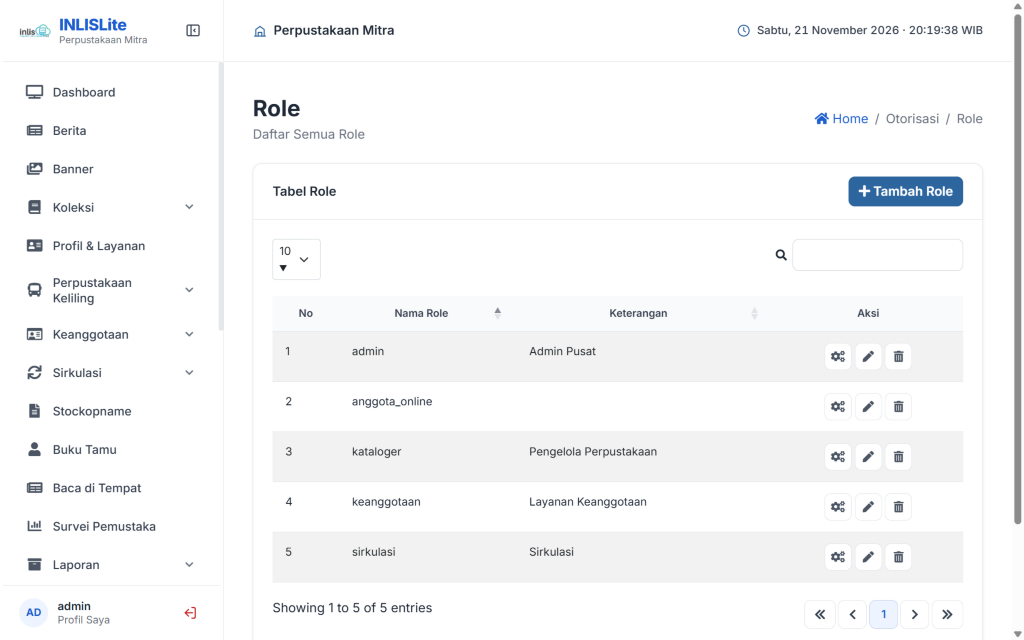 inlis
INLISLite
Perpustakaan Mitra
Perpustakaan Mitra
Sabtu, 21 November 2026 · 20:19:38 WIB
Dashboard
Berita
Banner
Koleksi
Profil & Layanan
Perpustakaan
Keliling
Keanggotaan
Sirkulasi
Stockopname
Buku Tamu
Baca di Tempat
Survei Pemustaka
Laporan
AD
admin
Profil Saya
Role
Daftar Semua Role
Home / Otorisasi / Role
Tabel Role
Tambah Role
10
No Nama Role Keterangan Aksi
1 admin Admin Pusat
2 anggota_online
3 kataloger Pengelola Perpustakaan
4 keanggotaan Layanan Keanggotaan
5 sirkulasi Sirkulasi
Showing 1 to 5 of 5 entries
1